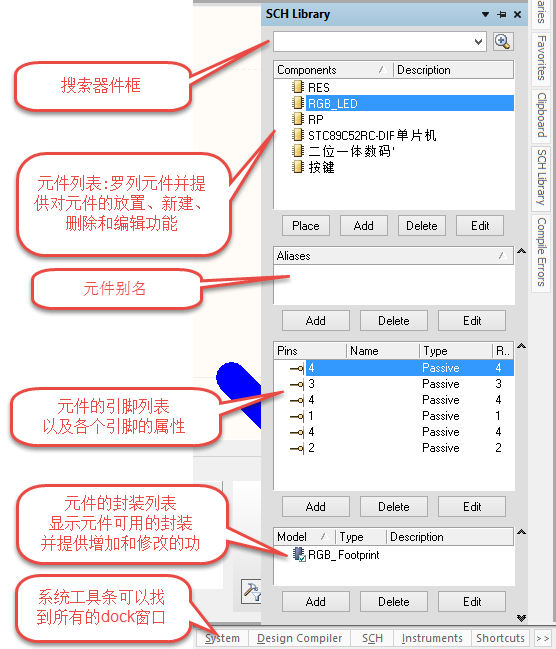 SCH Library
搜索器件框
Components Description
RES
RGB_LED
RP
STC89C52RC-DIF单片机
二位一体数码'
按键
元件列表:罗列元件并提
供对元件的放置、新建、
删除和编辑功能
Place Add Delete Edit
Aliases
元件别名
Add Delete Edit
Pins Name Type R..
4 Passive 4
3 Passive 3
4 Passive 4
1 Passive 1
4 Passive 4
2 Passive 2
元件的引脚列表
以及各个引脚的属性
Add Delete Edit
Model Type Description
RGB_Footprint
元件的封装列表
显示元件可用的封装
并提供增加和修改的功
Add Delete Edit
系统工具条可以找
到所有的dock窗口
System Design Compiler SCH Instruments Shortcuts >>
Favorites
Clipboard
SCH Library
Compile Errors